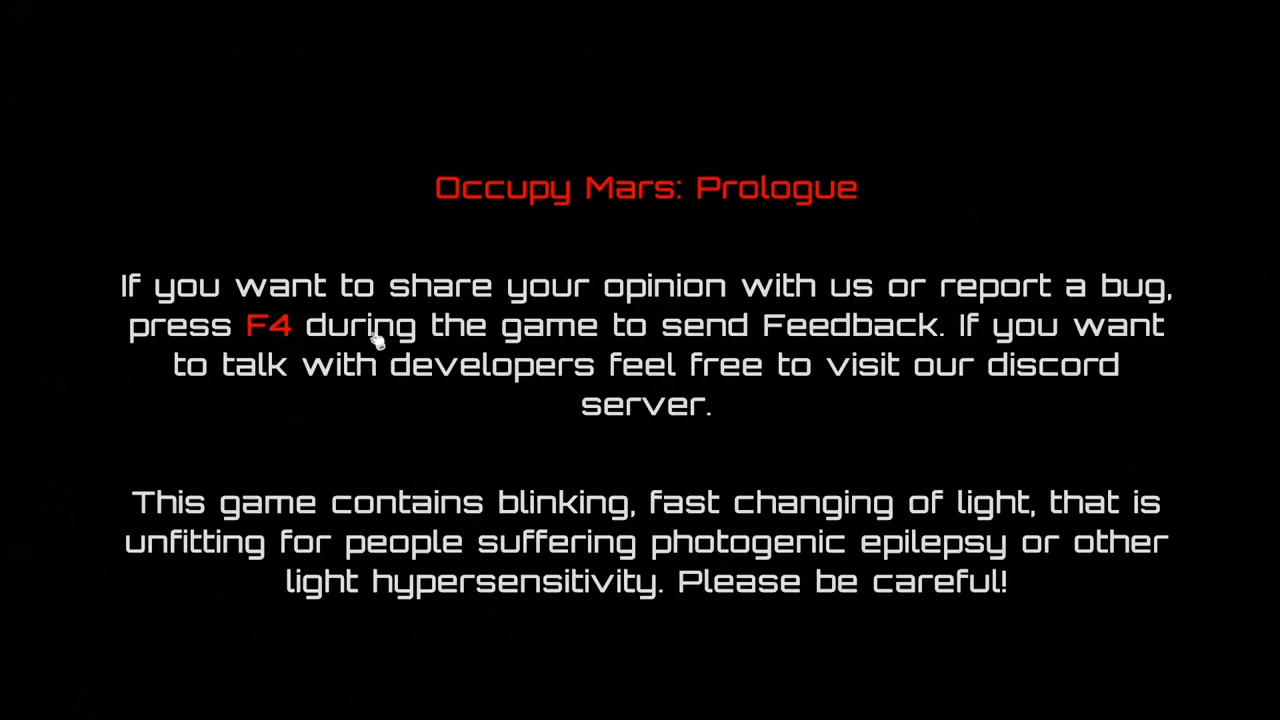 Occupy Mars: Prologue
If you want to share your opinion with us or report a bug,
press F4 during the game to send Feedback. If you want
to talk with developers feel free to visit our discord
server.
This game contains blinking, fast changing of light, that is
unfitting for people suffering photogenic epilepsy or other
light hypersensitivity. Please be careful!